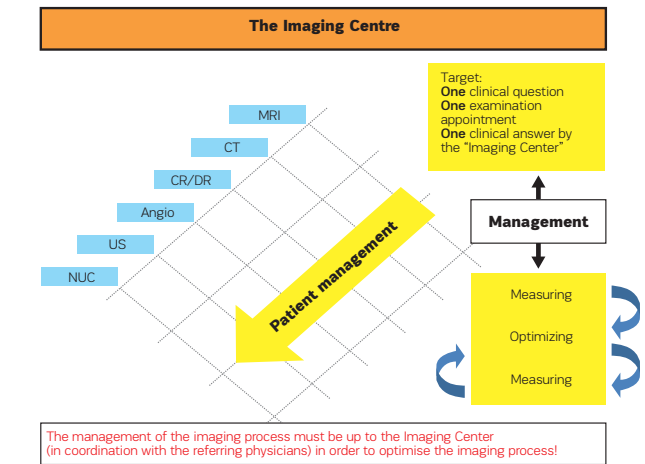 The Imaging Centre
Target:
One clinical question
One examination
appointment
One clinical answer by
the “Imaging Center”
MRI
CT
CR/DR
Angio
US
NUC
Patient management
Management
Measuring
Optimizing
Measuring
The management of the imaging process must be up to the Imaging Center
(in coordination with the referring physicians) in order to optimise the imaging process!